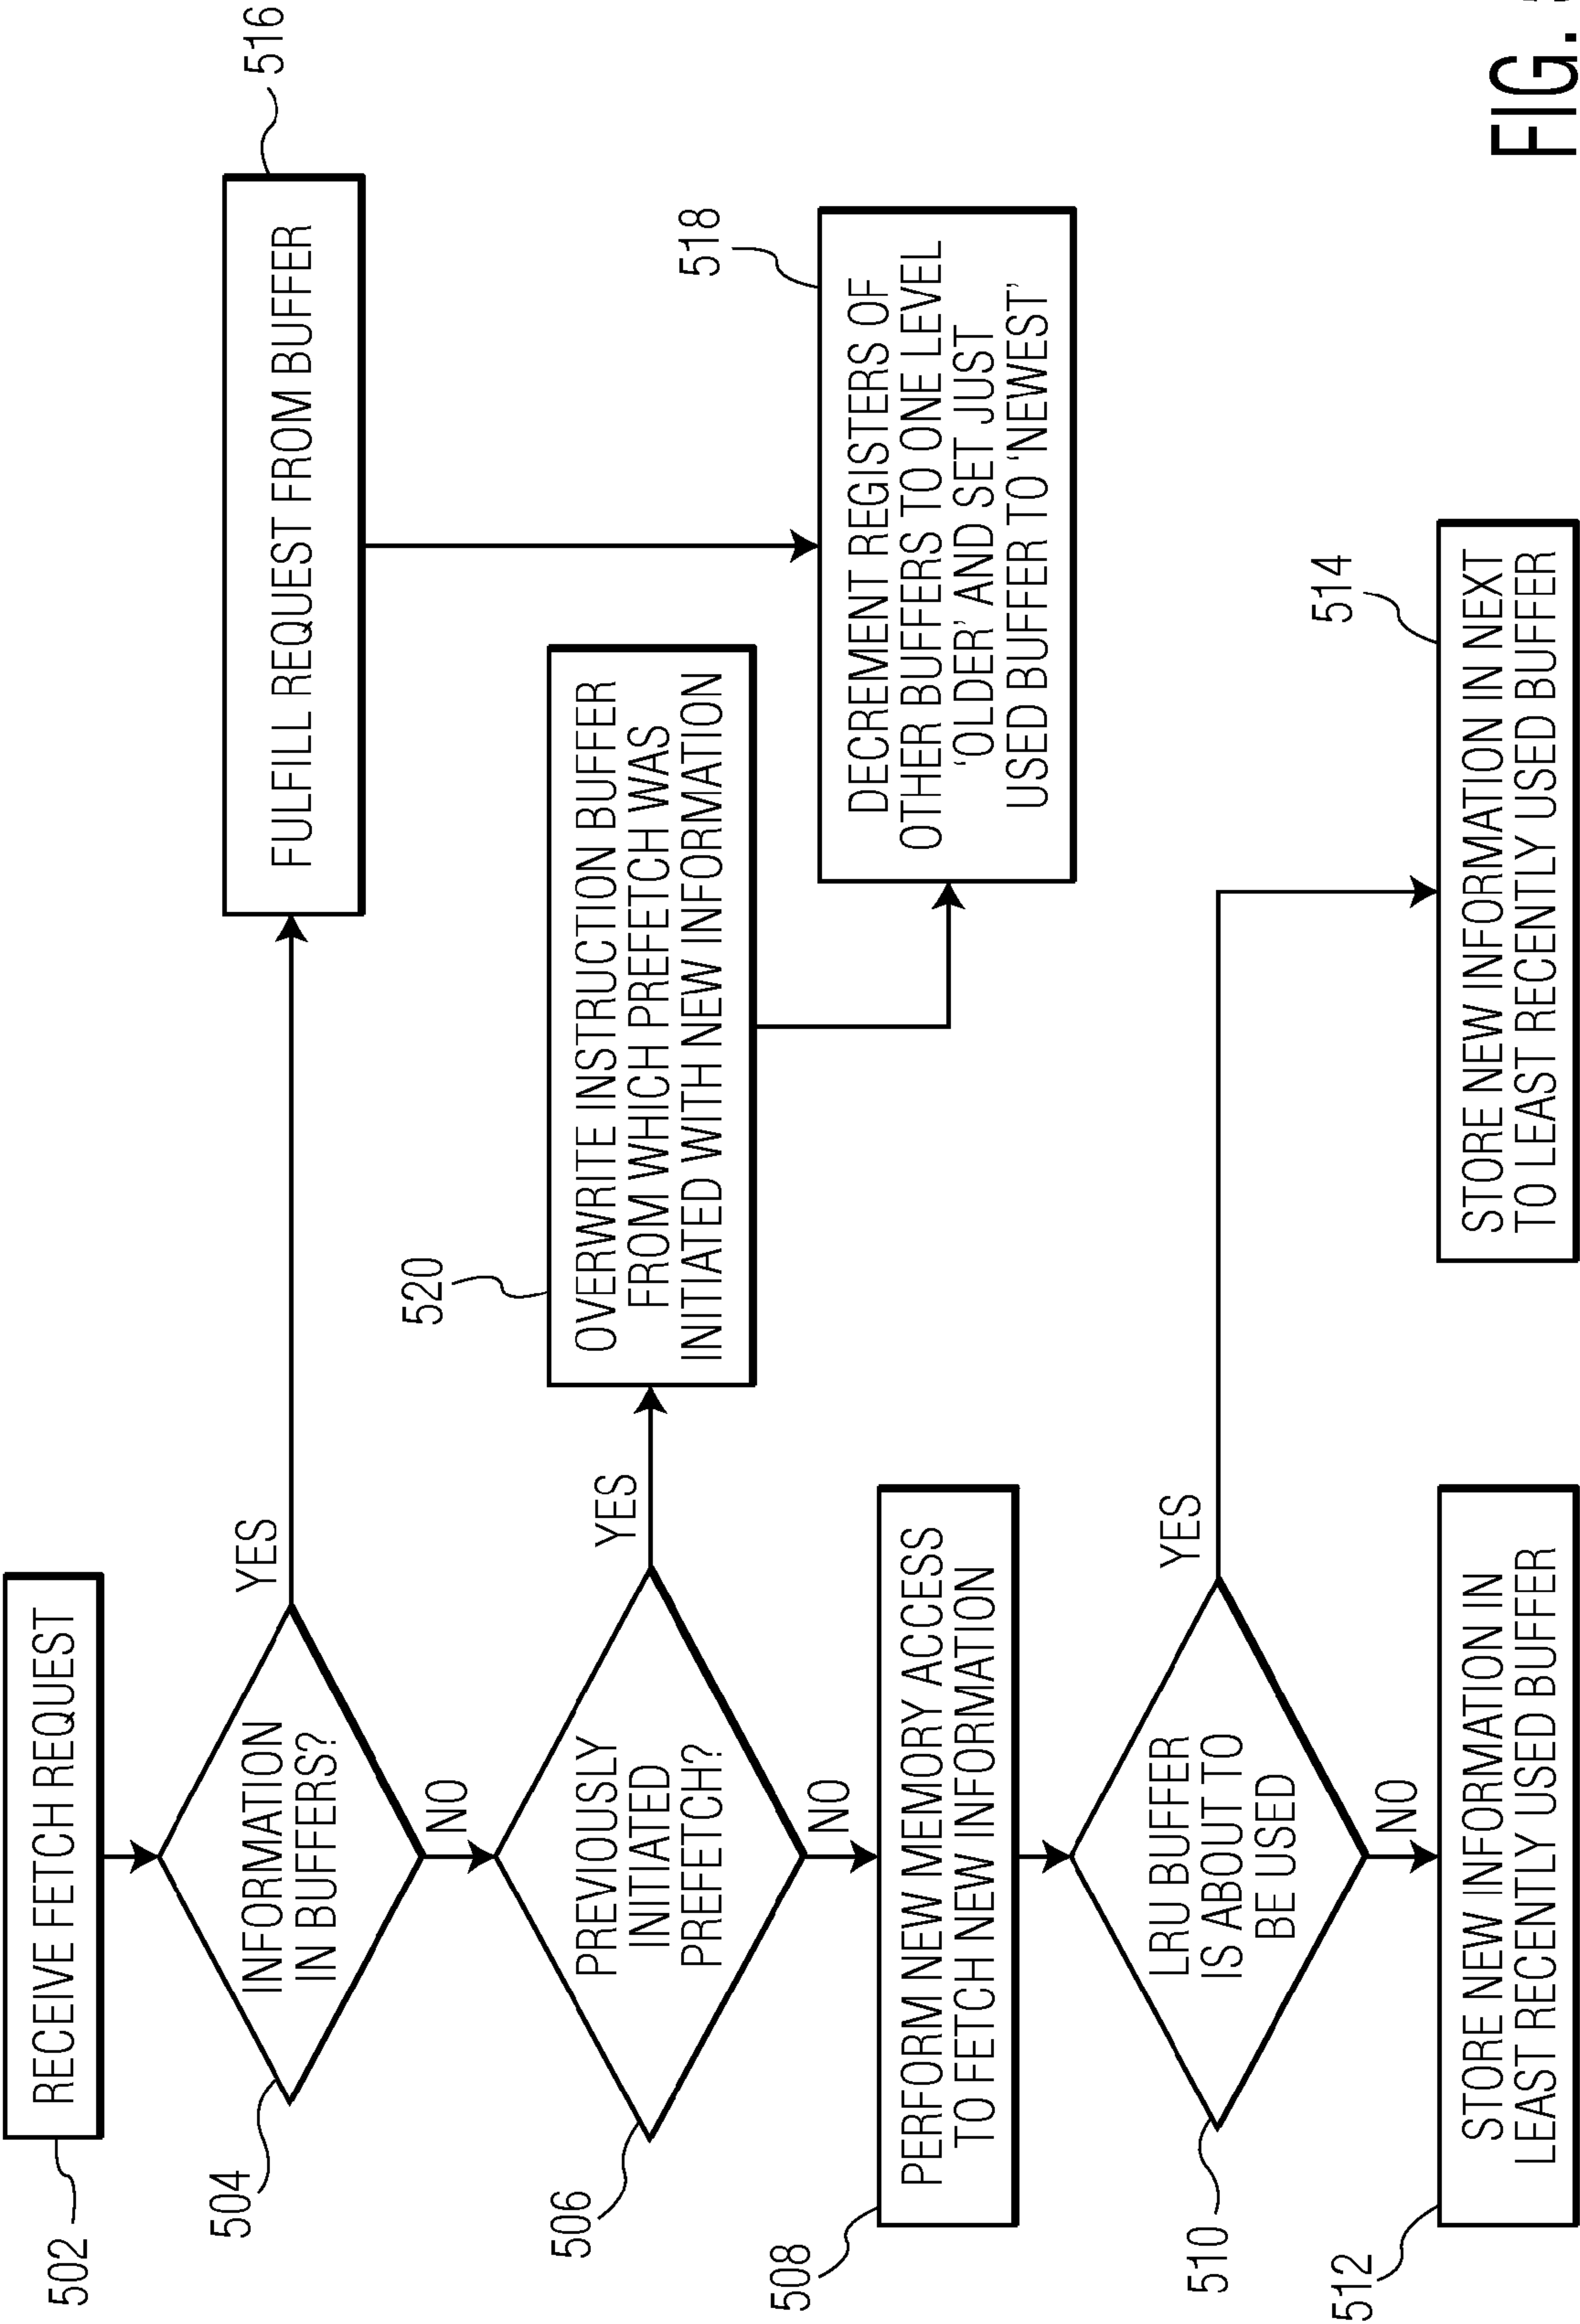 502
RECEIVE FETCH REQUEST
504
INFORMATION
IN BUFFERS?
YES
NO
FULFILL REQUEST FROM BUFFER
516
506
PREVIOUSLY
INITIATED
PREFETCH?
YES
NO
520
OVERWRITE INSTRUCTION BUFFER
FROM WHICH PREFETCH WAS
INITIATED WITH NEW INFORMATION
518
DECREMENT REGISTERS OF
OTHER BUFFERS TO ONE LEVEL
'OLDER' AND SET JUST
USED BUFFER TO 'NEWEST'
508
PERFORM NEW MEMORY ACCESS
TO FETCH NEW INFORMATION
510
LRU BUFFER
IS ABOUT TO
BE USED
YES
NO
512
STORE NEW INFORMATION IN
LEAST RECENTLY USED BUFFER
514
STORE NEW INFORMATION IN NEXT
TO LEAST RECENTLY USED BUFFER
FIG.